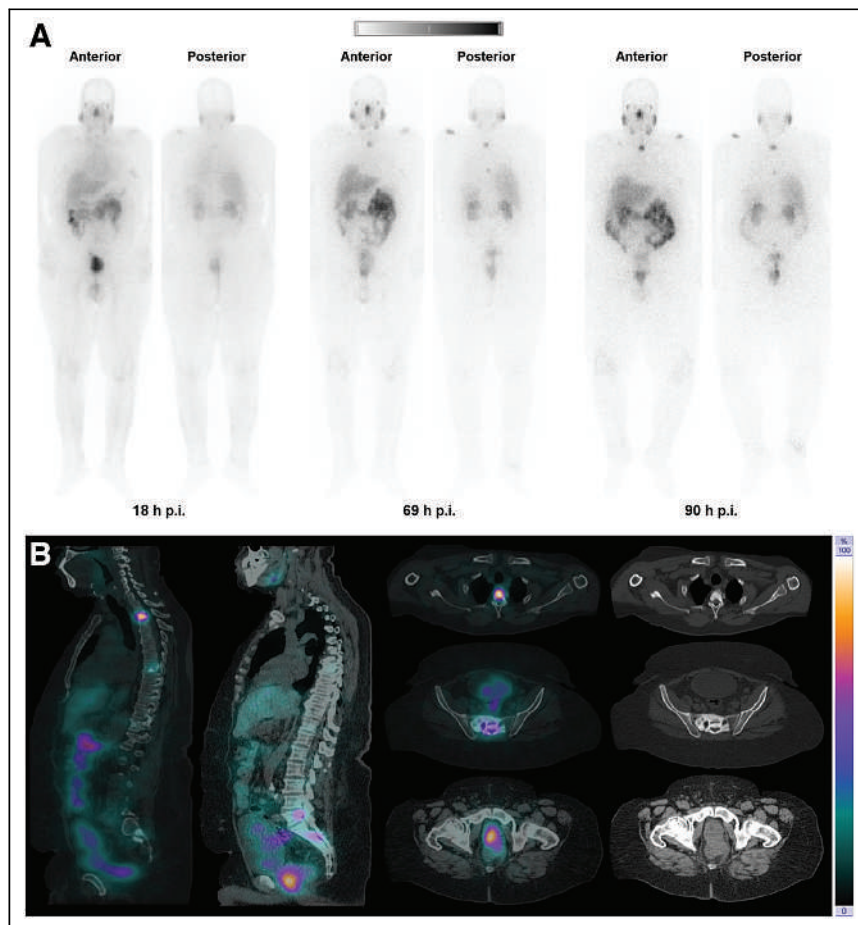 A
Anterior Posterior Anterior Posterior Anterior Posterior
18 h p.i. 69 h p.i. 90 h p.i.
B
%
100
0